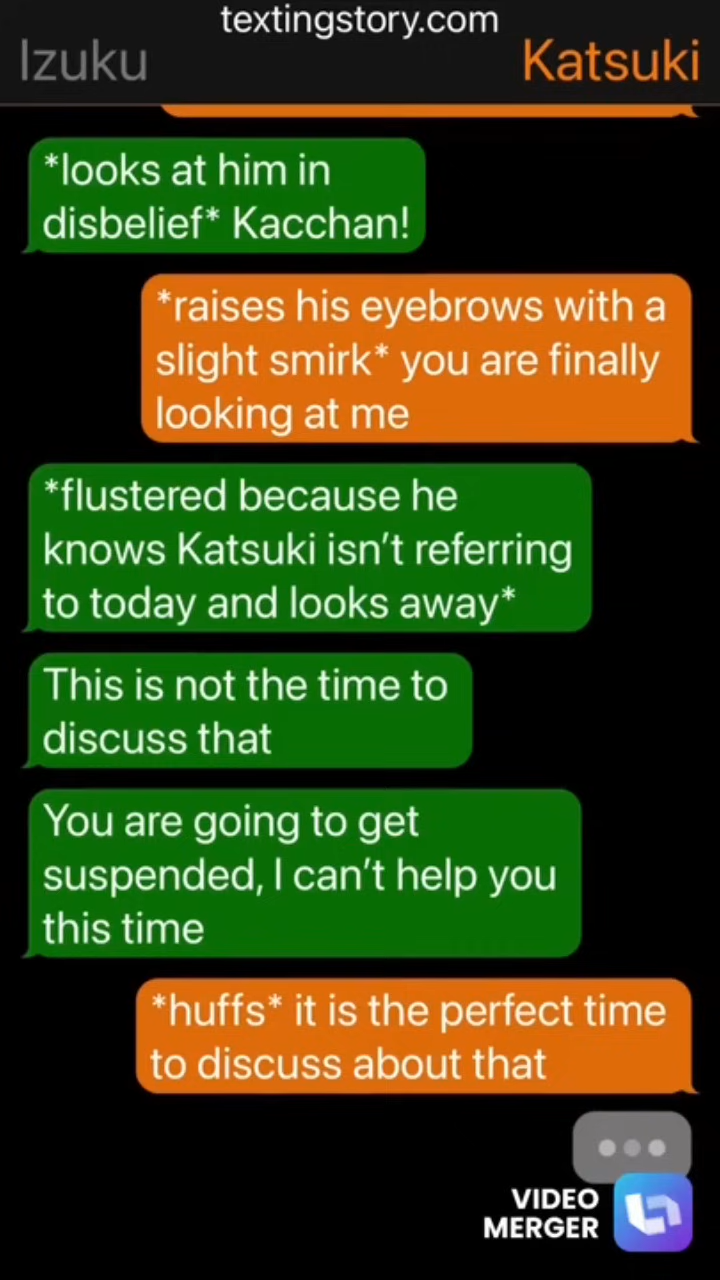 textingstory.com
Izuku
Katsuki
*looks at him in
disbelief* Kacchan!
*raises his eyebrows with a
slight smirk* you are finally
looking at me
*flustered because he
knows Katsuki isn’t referring
to today and looks away*
This is not the time to
discuss that
You are going to get
suspended, I can’t help you
this time
*huffs* it is the perfect time
to discuss about that
VIDEO
MERGER